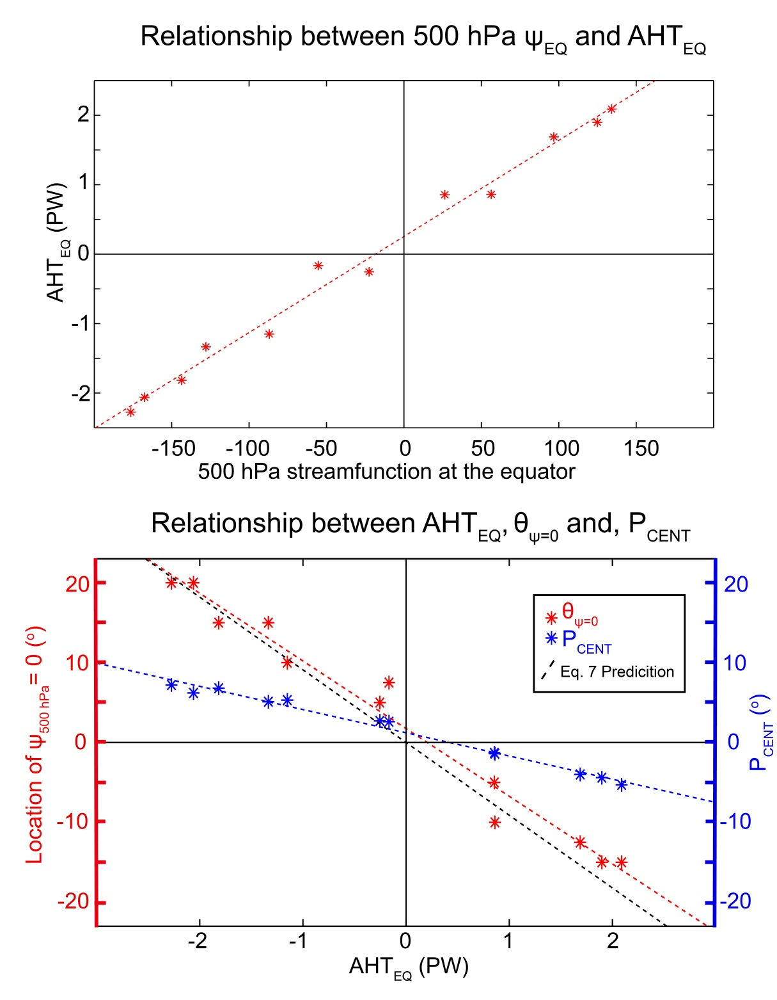 Relationship between 500 hPa ψEQ and AHTEQ
AHTEQ (PW)
2
1
0
-1
-2
-150 -100 -50 0 50 100 150
500 hPa streamfunction at the equator
Relationship between AHTEQ, θψ=0 and, PCENT
Location of ψ500 hPa = 0 (o)
20
10
0
-10
-20
θψ=0
PCENT
Eq. 7 Predicition
20
10
0
-10
-20
PCENT (o)
-2 -1 0 1 2
AHTEQ (PW)